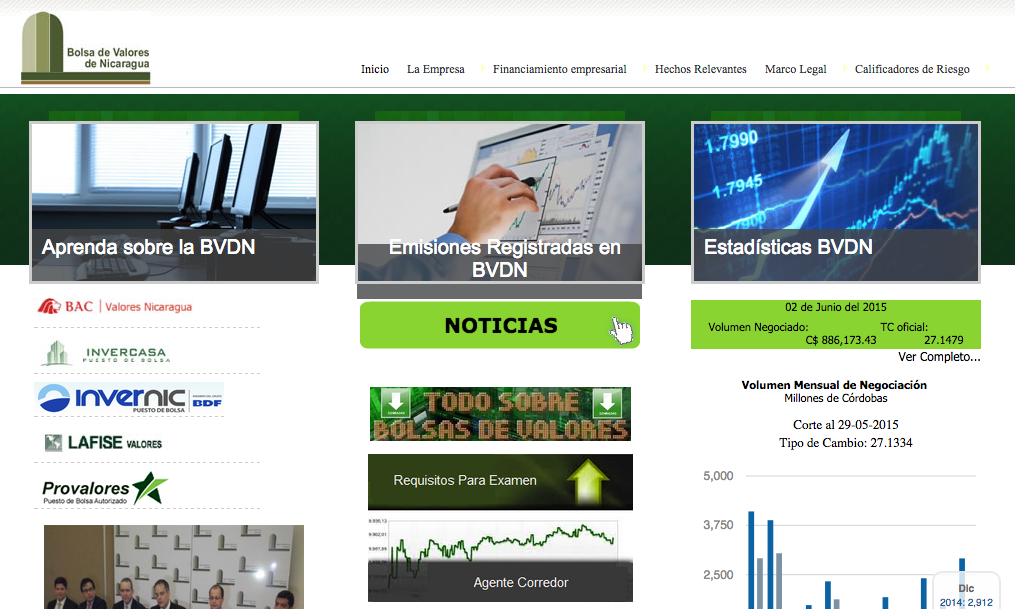 Bolsa de Valores
de Nicaragua
Inicio La Empresa Financiamiento empresarial Hechos Relevantes Marco Legal Calificadores de Riesgo
Aprenda sobre la BVDN
Emisiones Registradas en
BVDN
1.7990
1.7945
Estadísticas BVDN
BAC | Valores Nicaragua
INVERCASA
PUESTO DE BOLSA
invernic
PUESTO DE BOLSA
BDF
LAFISE VALORES
Provalores
Puesto de Bolsa Autorizado
NOTICIAS
TODO SOBRE
BOLSAS DE VALORES
Requisitos Para Examen
Agente Corredor
02 de Junio del 2015
Volumen Negociado: TC oficial:
C$ 886,173.43 27.1479
Ver Completo...
Volumen Mensual de Negociación
Millones de Córdobas
Corte al 29-05-2015
Tipo de Cambio: 27.1334
5,000
3,750
2,500
Dic
2014: 2,912